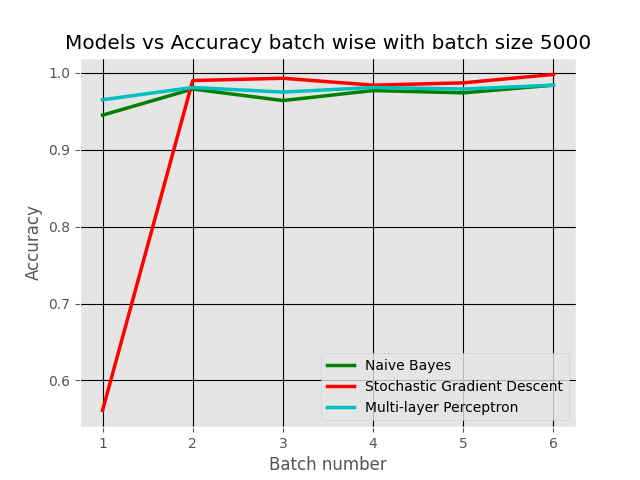 Models vs Accuracy batch wise with batch size 5000
1.0
0.9
0.8
0.7
0.6
Accuracy
Naive Bayes
Stochastic Gradient Descent
Multi-layer Perceptron
1 2 3 4 5 6
Batch number